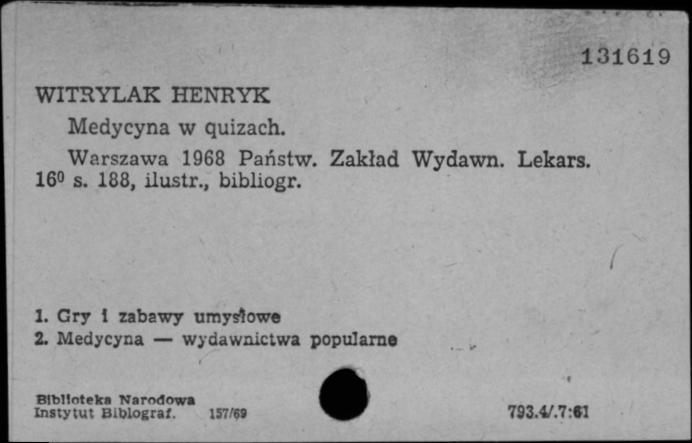 131619
WITRYLAK HENRYK
Medycyna w quizach.
Warszawa 1968 Państw. Zakład Wydawn. Lekars.
16⁰ s. 188, ilustr., bibliogr.
1. Gry i zabawy umysłowe
2. Medycyna — wydawnictwa popularne
Biblioteka Narodowa
Instytut Bibliograf. 157/69 793.4/.7:61